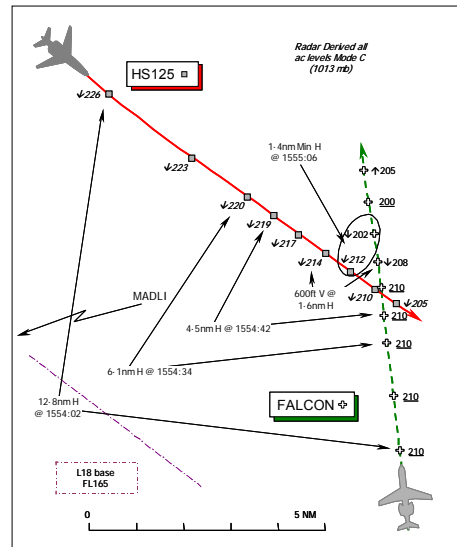 Radar Derived all
ac levels Mode C
(1013 mb)
HS125
↓226
1·4nm Min H
@ 1555:06
↓223
↑205
200
↓220
↓219
↓202
↓217
↓214
↓212
↓208
MADLI
600ft V @
1·6nm H
↓210
210
↓205
4·5nm H @ 1554:42
210
6·1nm H @ 1554:34
210
12·8nm H
@ 1554:02
FALCON
210
210
L18 base
FL165
0
5 NM